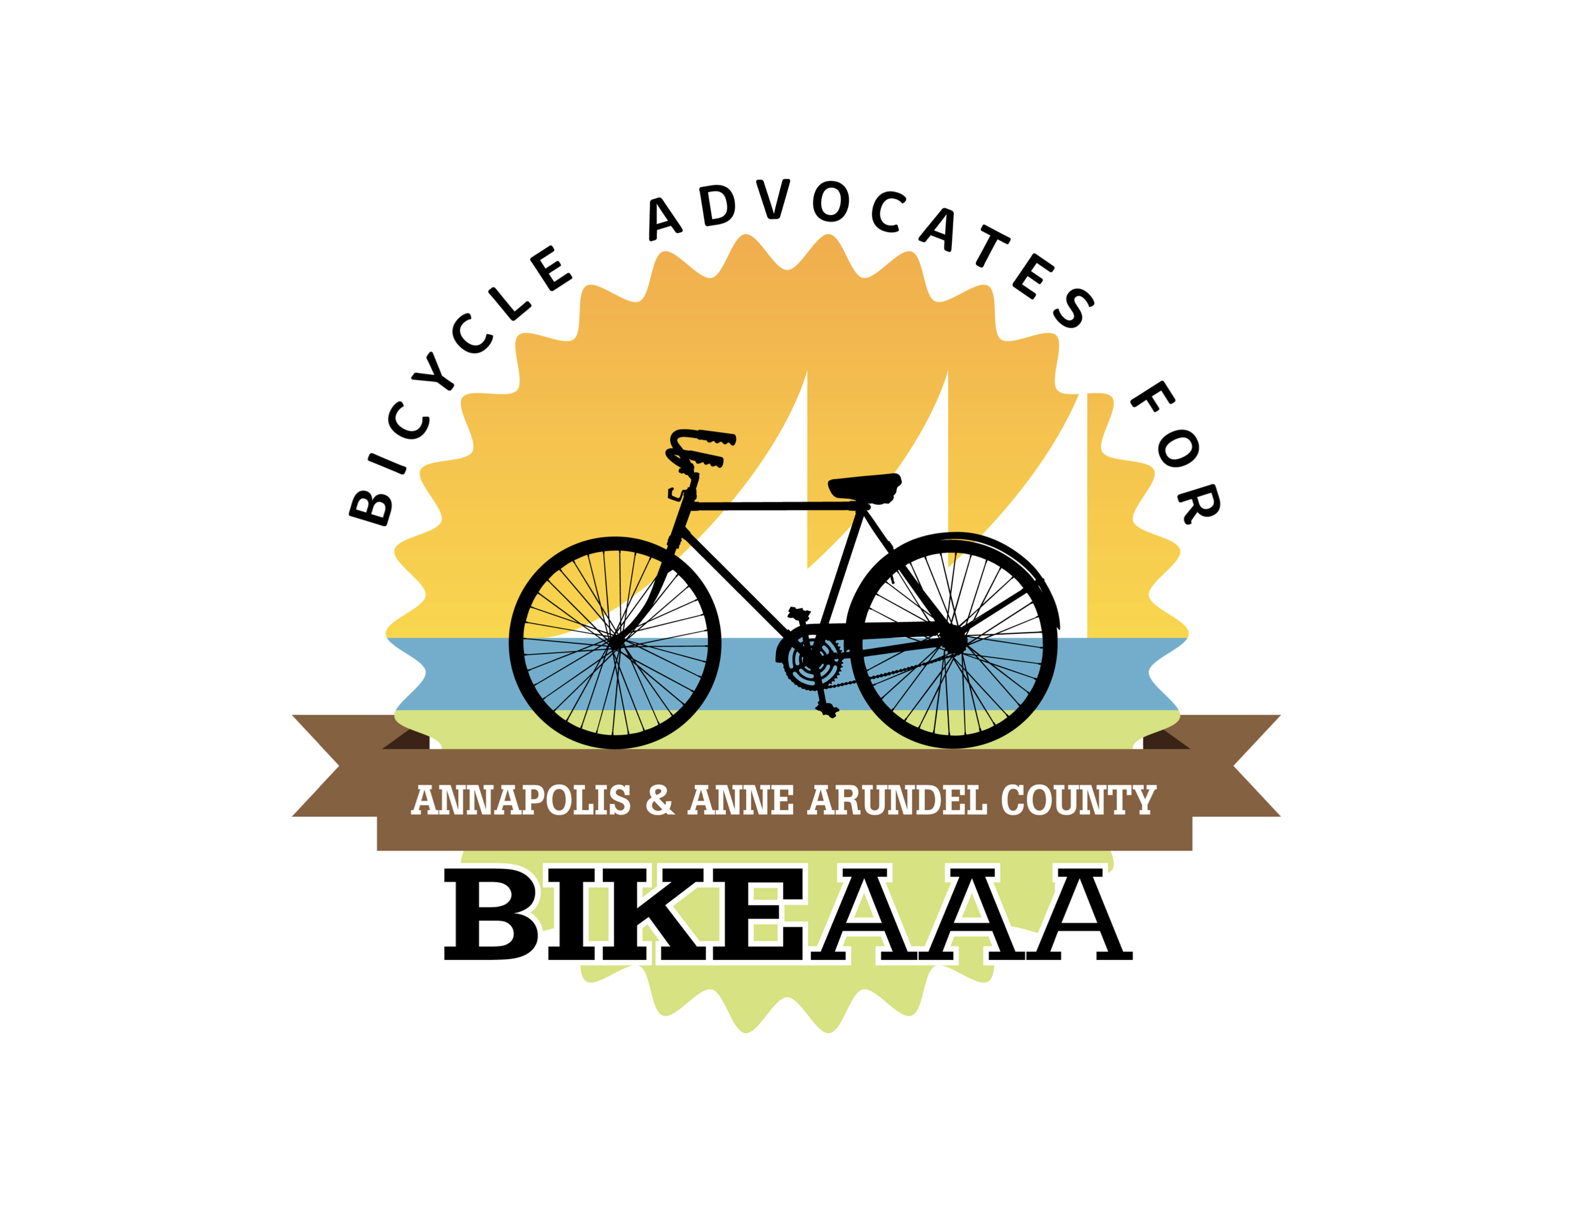 BICYCLE ADVOCATES FOR
ANNAPOLIS & ANNE ARUNDEL COUNTY
BIKEAAA